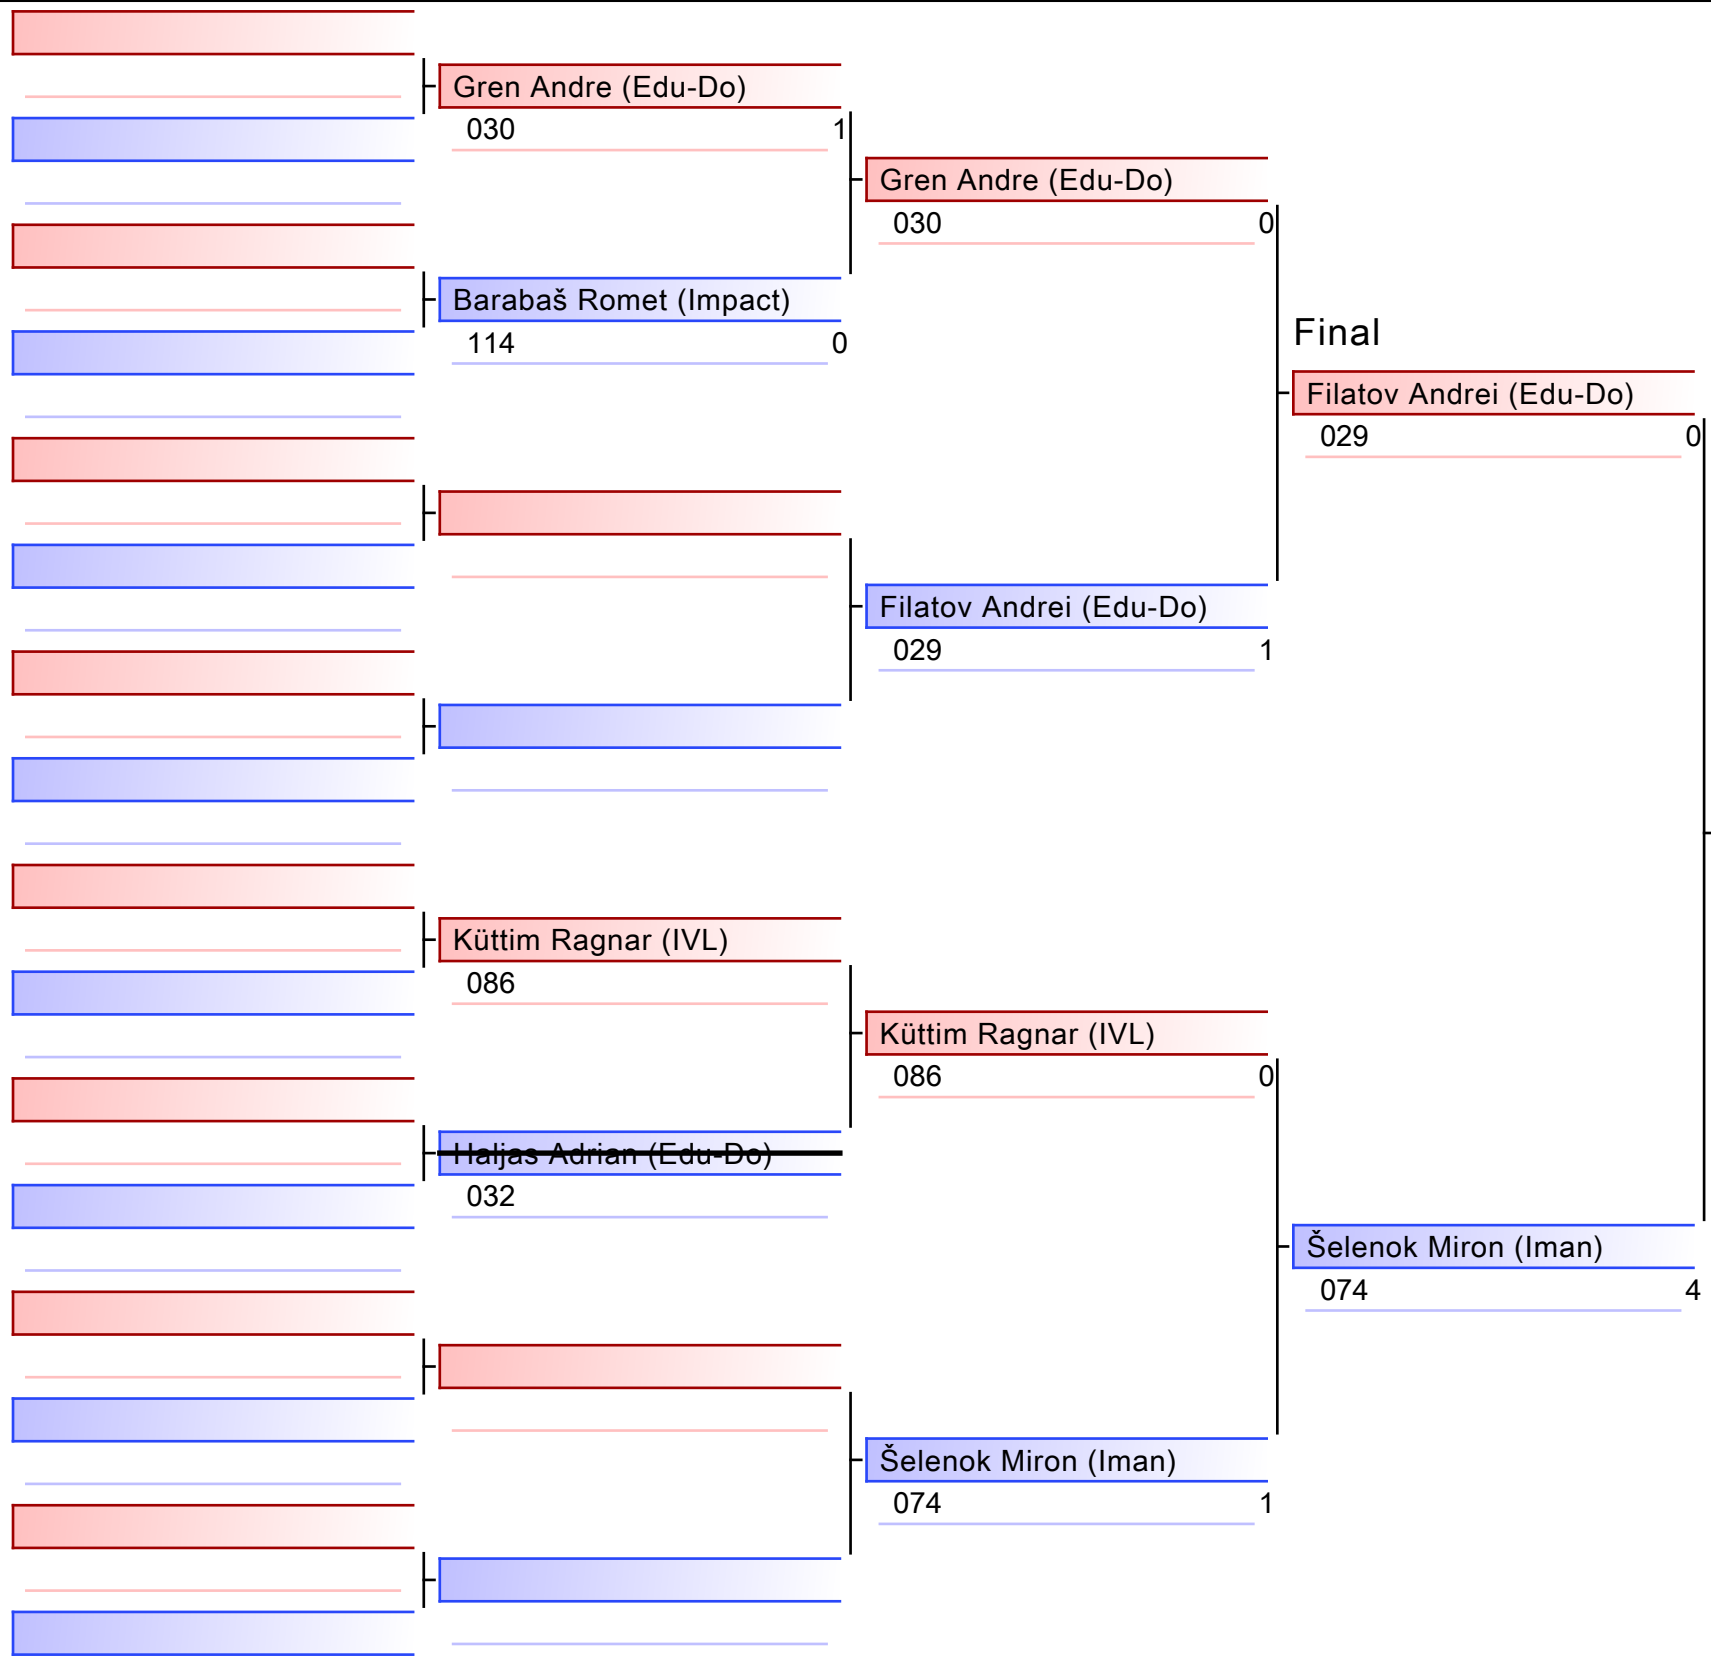 Gren Andre (Edu-Do)
030 1
Barabaš Romet (Impact)
114 0
Küttim Ragnar (IVL)
086
Haljas Adrian (Edu-Do)
032
Gren Andre (Edu-Do)
030 0
Filatov Andrei (Edu-Do)
029 1
Küttim Ragnar (IVL)
086 0
Šelenok Miron (Iman)
074 1
Final
Filatov Andrei (Edu-Do)
029 0
Šelenok Miron (Iman)
074 4